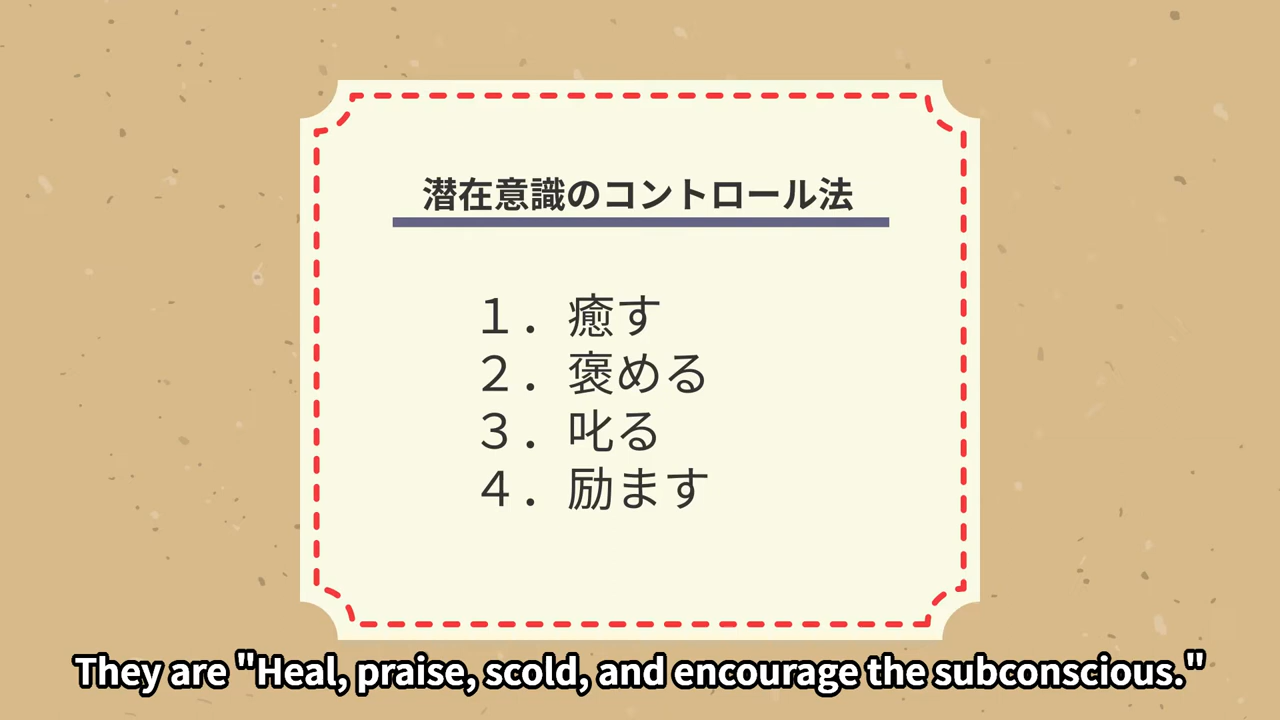 潜在意識のコントロール法
１．癒す
２．褒める
３．叱る
４．励ます
They are "Heal, praise, scold, and encourage the subconscious."